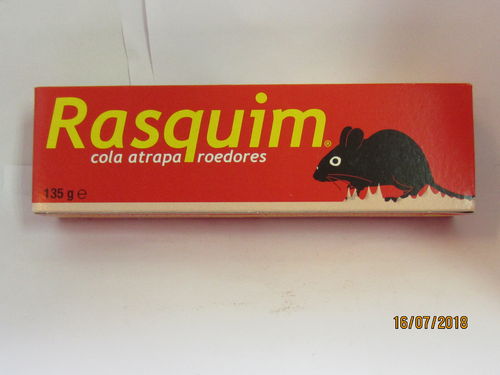 Rasquim®
cola atrapa roedores
135 g ℮
16/07/2018